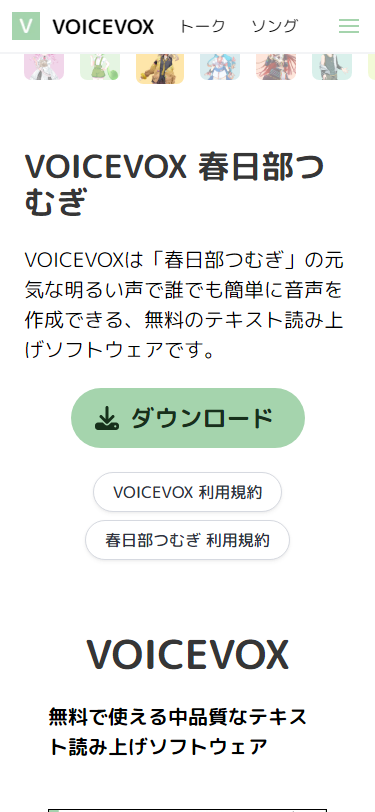 V VOICEVOX トーク ソング
VOICEVOX 春日部つ
むぎ
VOICEVOXは「春日部つむぎ」の元
気な明るい声で誰でも簡単に音声を
作成できる、無料のテキスト読み上
げソフトウェアです。
ダウンロード
VOICEVOX 利用規約
春日部つむぎ 利用規約
VOICEVOX
無料で使える中品質なテキス
ト読み上げソフトウェア